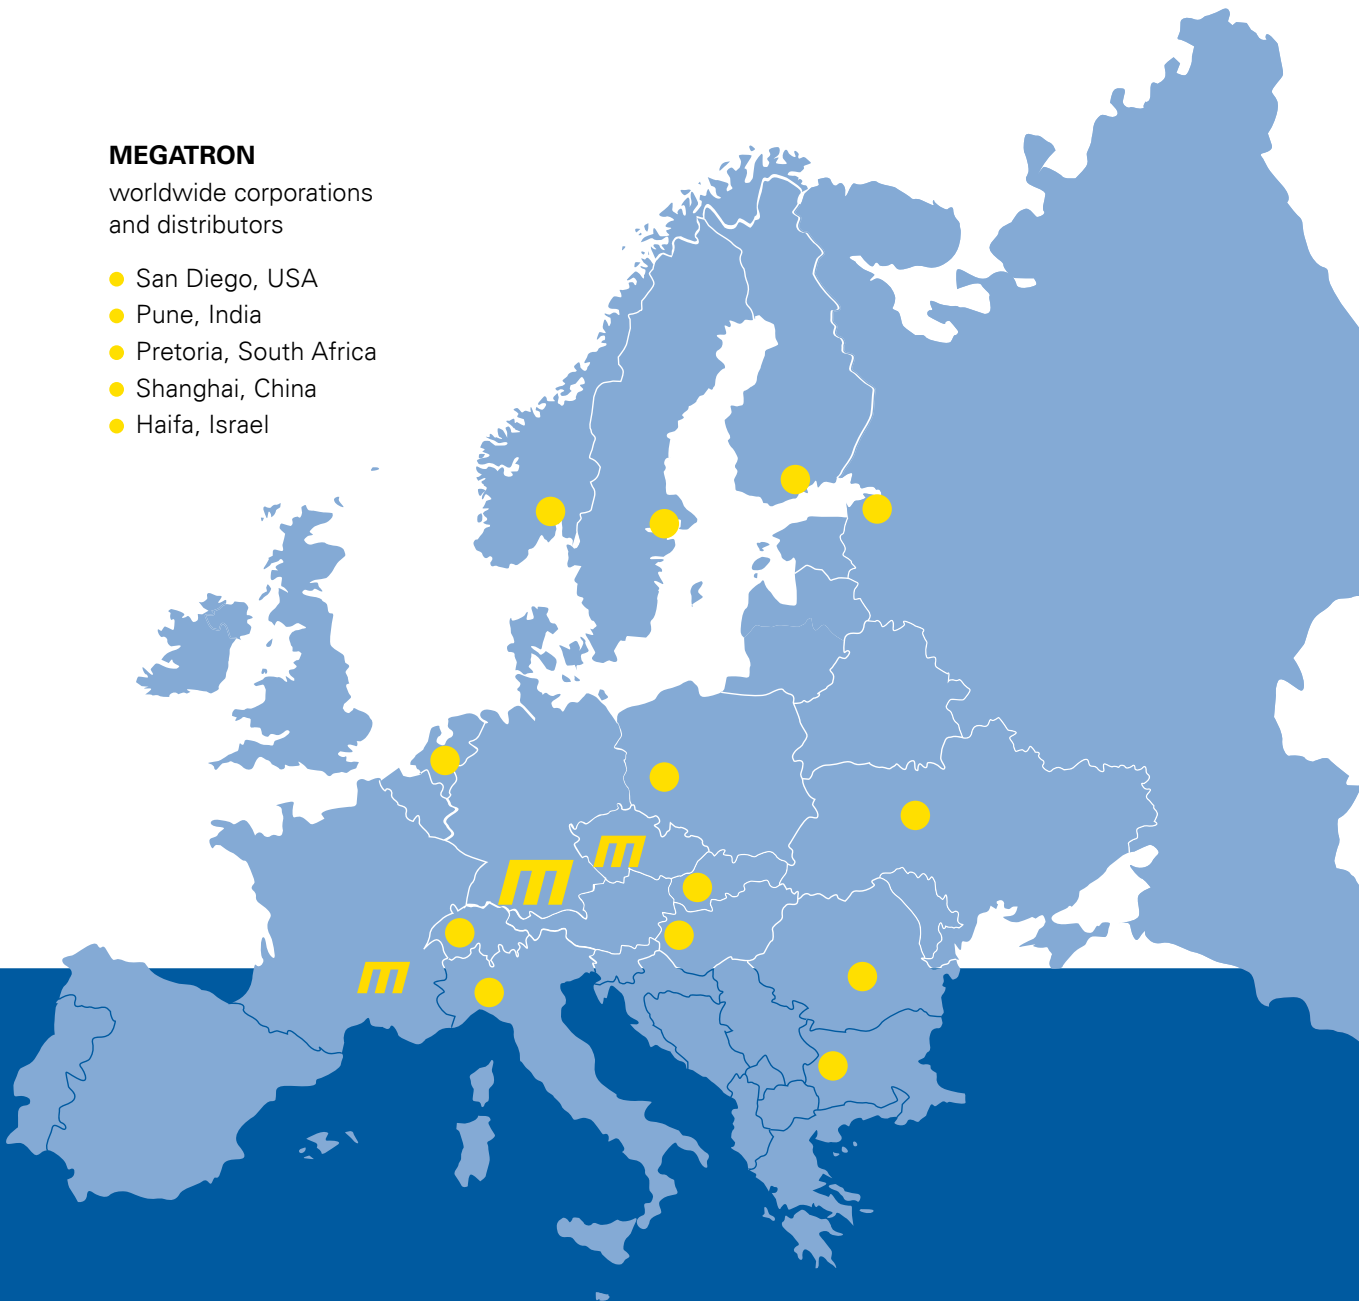 MEGATRON
worldwide corporations
and distributors
San Diego, USA
Pune, India
Pretoria, South Africa
Shanghai, China
Haifa, Israel
m
m
m